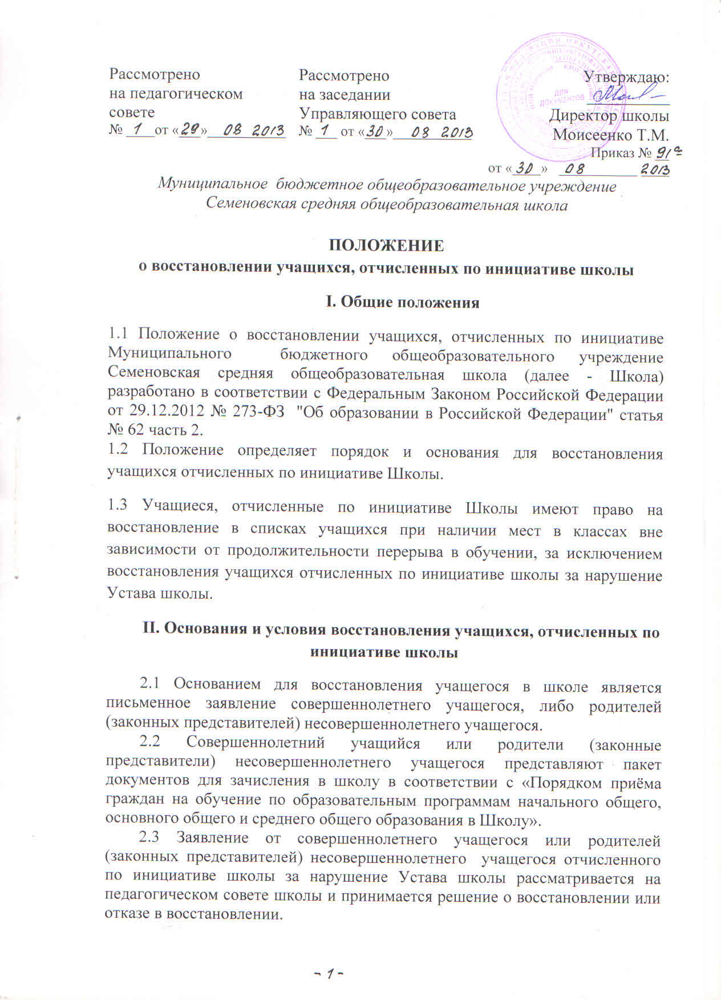 Рассмотрено
на педагогическом
совете
№ 1 от «29» 08 2013
Рассмотрено
на заседании
Управляющего совета
№ 1 от «30» 08 2013
Утверждаю:
Директор школы
Моисеенко Т.М.
Приказ № 91
от «30» 08 2013
ДЛЯ
ДОКУМЕНТОВ
Муниципальное бюджетное общеобразовательное учреждение
Семеновская средняя общеобразовательная школа
ПОЛОЖЕНИЕ
о восстановлении учащихся, отчисленных по инициативе школы
I. Общие положения
1.1 Положение о восстановлении учащихся, отчисленных по инициативе
Муниципального бюджетного общеобразовательного учреждение
Семеновская средняя общеобразовательная школа (далее - Школа)
разработано в соответствии с Федеральным Законом Российской Федерации
от 29.12.2012 № 273-ФЗ "Об образовании в Российской Федерации" статья
№ 62 часть 2.
1.2 Положение определяет порядок и основания для восстановления
учащихся отчисленных по инициативе Школы.
1.3 Учащиеся, отчисленные по инициативе Школы имеют право на
восстановление в списках учащихся при наличии мест в классах вне
зависимости от продолжительности перерыва в обучении, за исключением
восстановления учащихся отчисленных по инициативе школы за нарушение
Устава школы.
II. Основания и условия восстановления учащихся, отчисленных по
инициативе школы
2.1 Основанием для восстановления учащегося в школе является
письменное заявление совершеннолетнего учащегося, либо родителей
(законных представителей) несовершеннолетнего учащегося.
2.2 Совершеннолетний учащийся или родители (законные
представители) несовершеннолетнего учащегося представляют пакет
документов для зачисления в школу в соответствии с «Порядком приёма
граждан на обучение по образовательным программам начального общего,
основного общего и среднего общего образования в Школу».
2.3 Заявление от совершеннолетнего учащегося или родителей
(законных представителей) несовершеннолетнего учащегося отчисленного
по инициативе школы за нарушение Устава школы рассматривается на
педагогическом совете школы и принимается решение о восстановлении или
отказе в восстановлении.
- 1 -